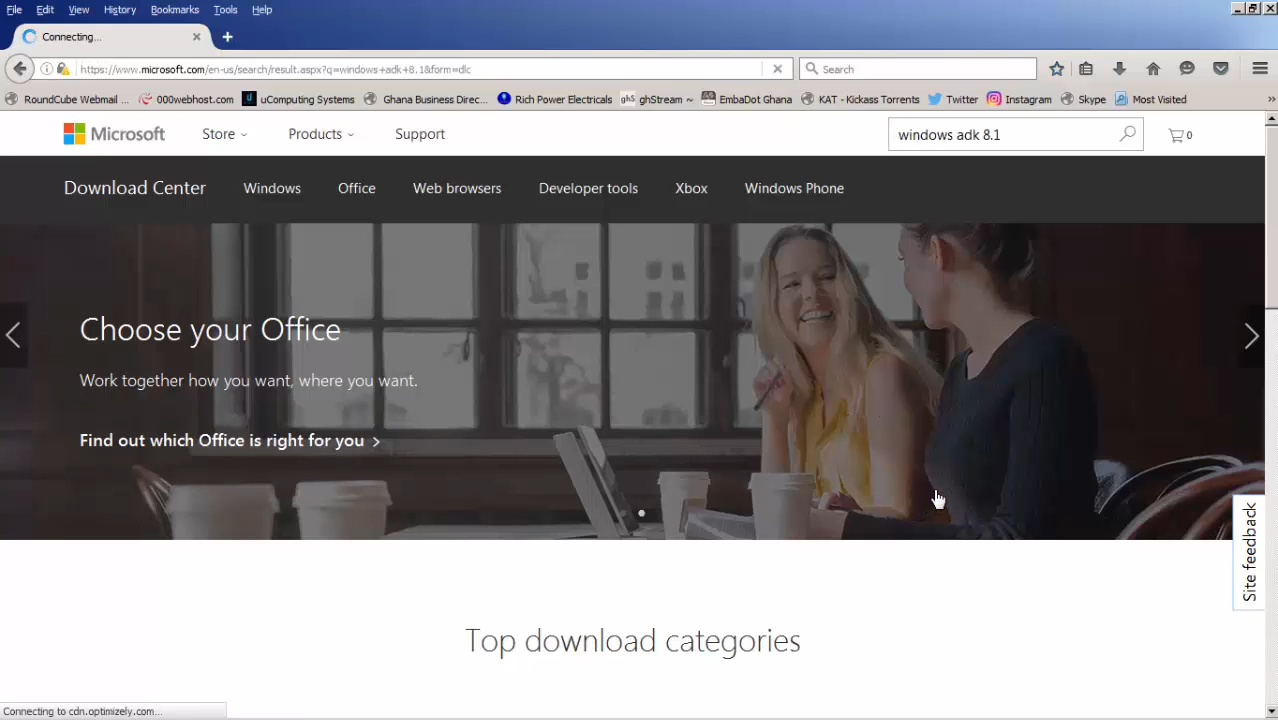 File Edit View History Bookmarks Tools Help
Connecting...
https://www.microsoft.com/en-us/search/result.aspx?q=windows+adk+8.1&form=dlc
Search
RoundCube Webmail ... 000webhost.com uComputing Systems Ghana Business Direc... Rich Power Electricals ghStream ~ EmbaDot Ghana KAT - Kickass Torrents Twitter Instagram Skype Most Visited
Microsoft Store Products Support windows adk 8.1 0
Download Center Windows Office Web browsers Developer tools Xbox Windows Phone
Choose your Office
Work together how you want, where you want.
Find out which Office is right for you
Site feedback
Top download categories
Connecting to cdn.optimizely.com...